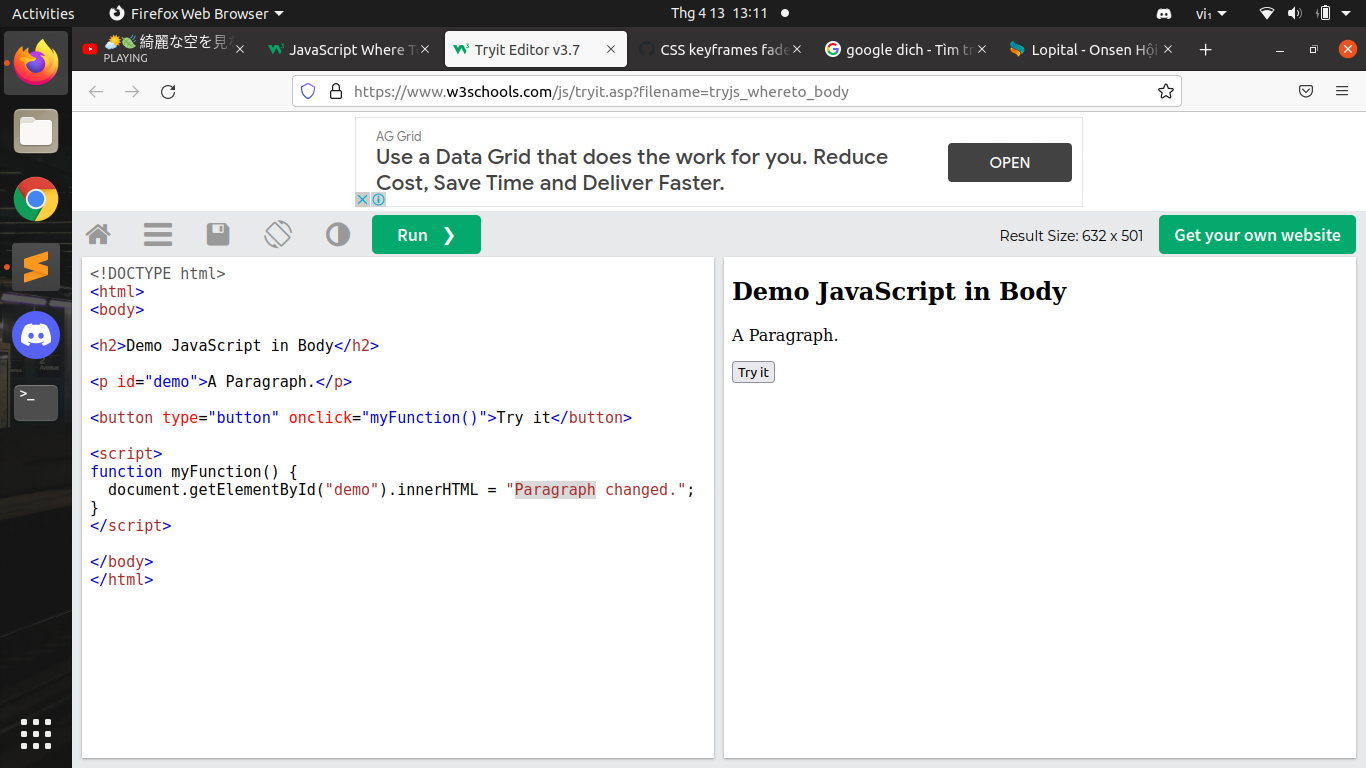 Activities
Firefox Web Browser
Thg 4 13 13:11
vi₁
綺麗な空を見
PLAYING
JavaScript Where T
Tryit Editor v3.7
CSS keyframes fade
google dich - Tìm tr
Lopital - Onsen Hội
https://www.w3schools.com/js/tryit.asp?filename=tryjs_whereto_body
AG Grid
Use a Data Grid that does the work for you. Reduce
Cost, Save Time and Deliver Faster.
OPEN
Run ❯
Result Size: 632 x 501
Get your own website
<!DOCTYPE html>
<html>
<body>
<h2>Demo JavaScript in Body</h2>
<p id="demo">A Paragraph.</p>
<button type="button" onclick="myFunction()">Try it</button>
<script>
function myFunction() {
document.getElementById("demo").innerHTML = "Paragraph changed.";
}
</script>
</body>
</html>
Demo JavaScript in Body
A Paragraph.
Try it